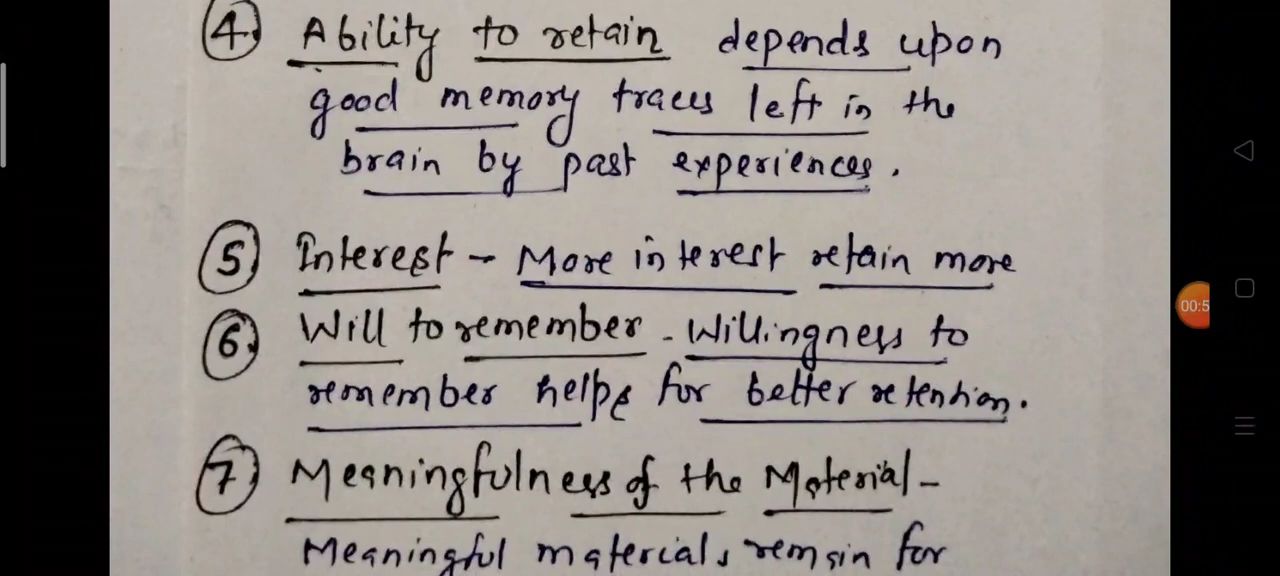 4. Ability to retain depends upon
good memory traces left in the
brain by past experiences.
5. Interest - More interest retain more
6. Will to remember - Willingness to
remember helps for better retention.
7. Meaningfulness of the Material -
Meaningful materials remain for
00:5